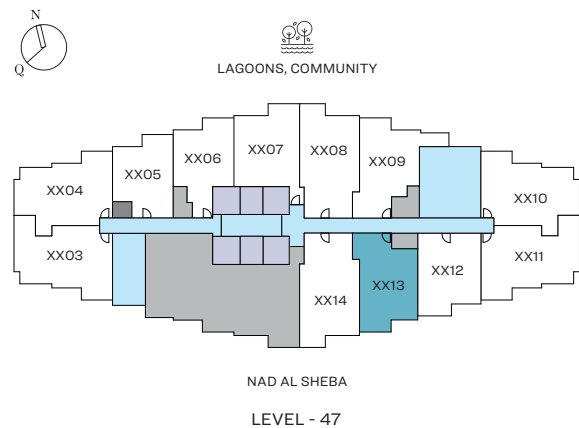 N
Q
LAGOONS, COMMUNITY
XX04
XX05
XX06
XX07
XX08
XX09
XX10
XX03
XX14
XX13
XX12
XX11
NAD AL SHEBA
LEVEL - 47